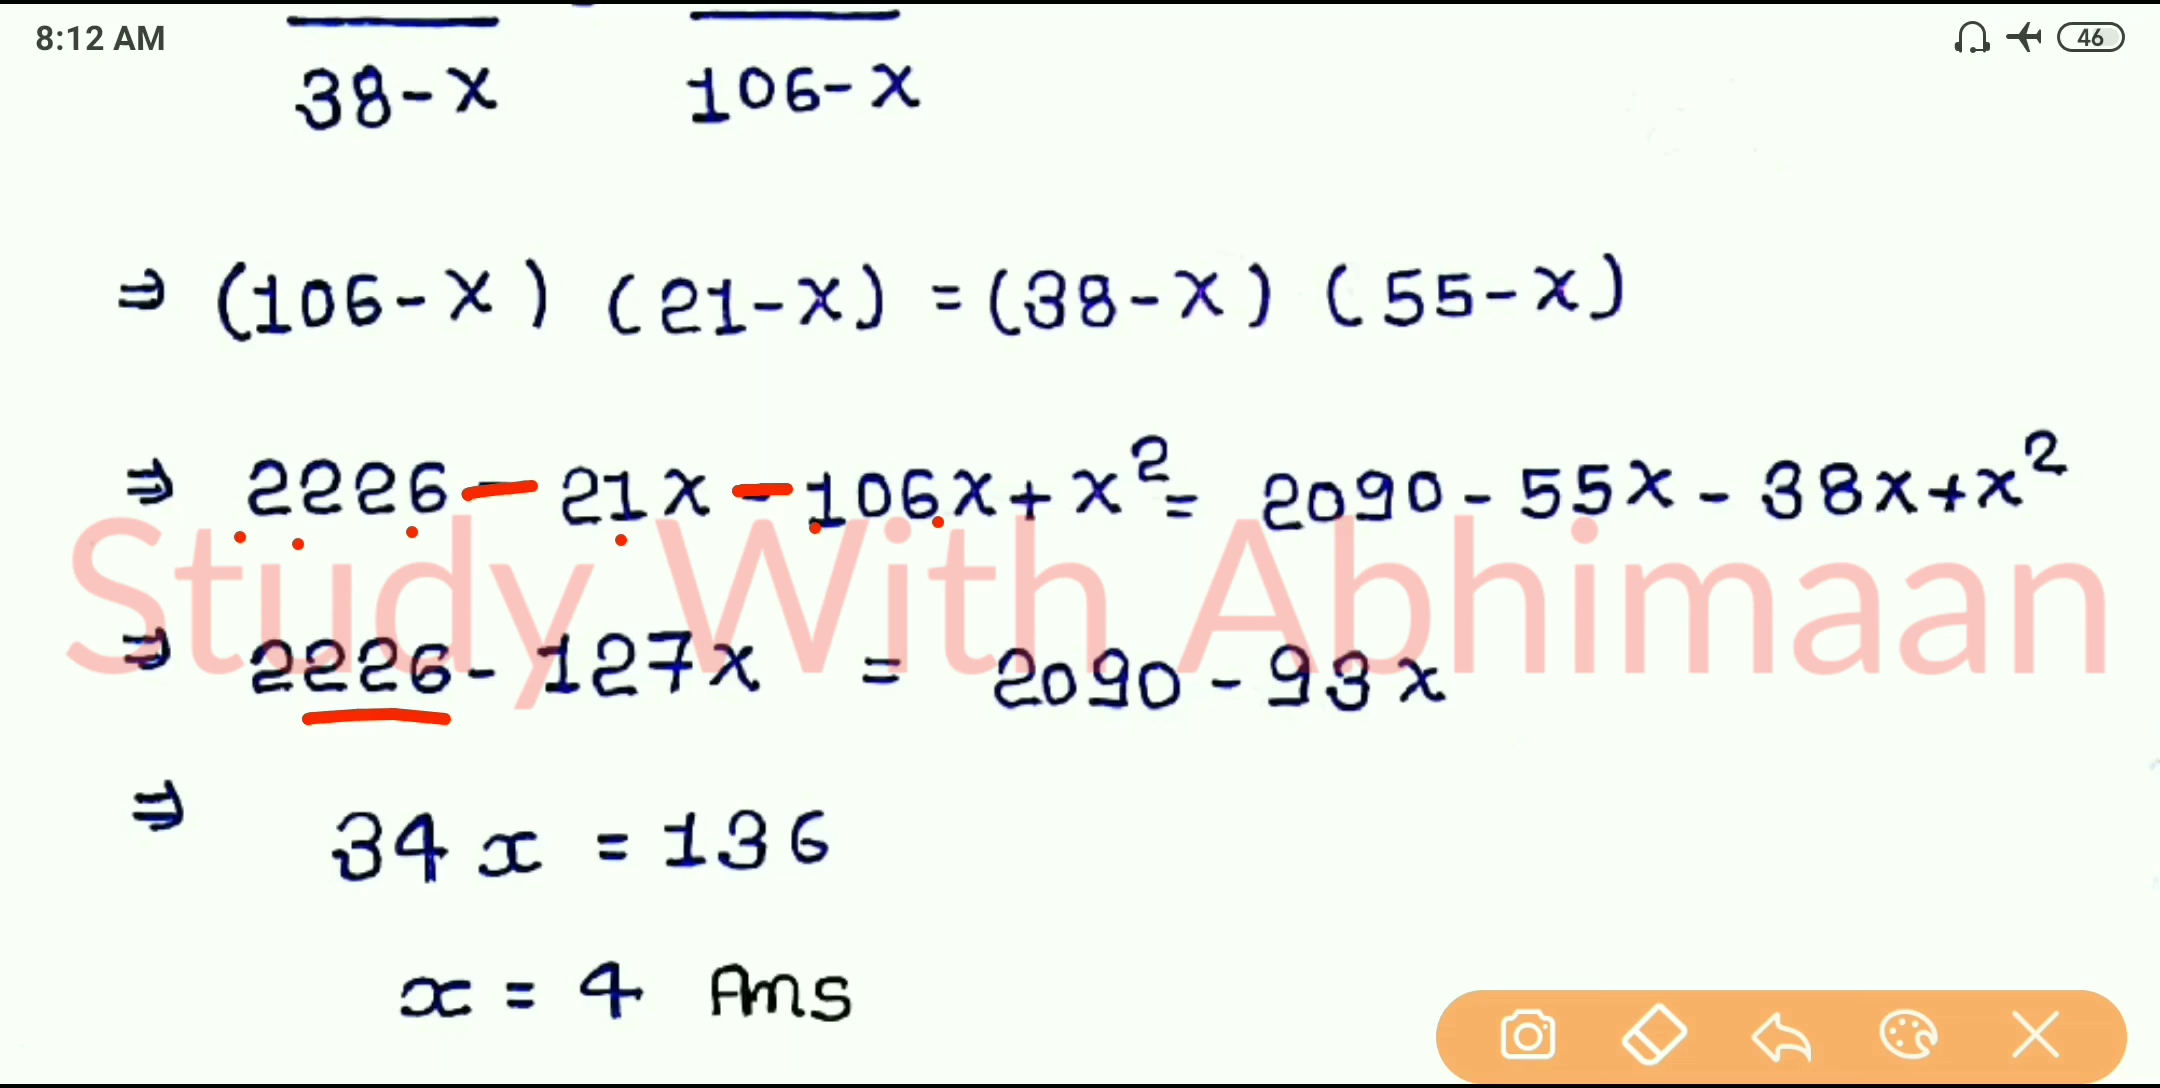 8:12 AM 46
38-x 106-x
⇒ (106-x) (21-x) = (38-x) (55-x)
⇒ 2226 - 21x - 106x + x² = 2090 - 55x - 38x + x²
Study With Abhimaan
⇒ 2226 - 127x = 2090 - 93x
⇒ 34x = 136
x = 4 Ans